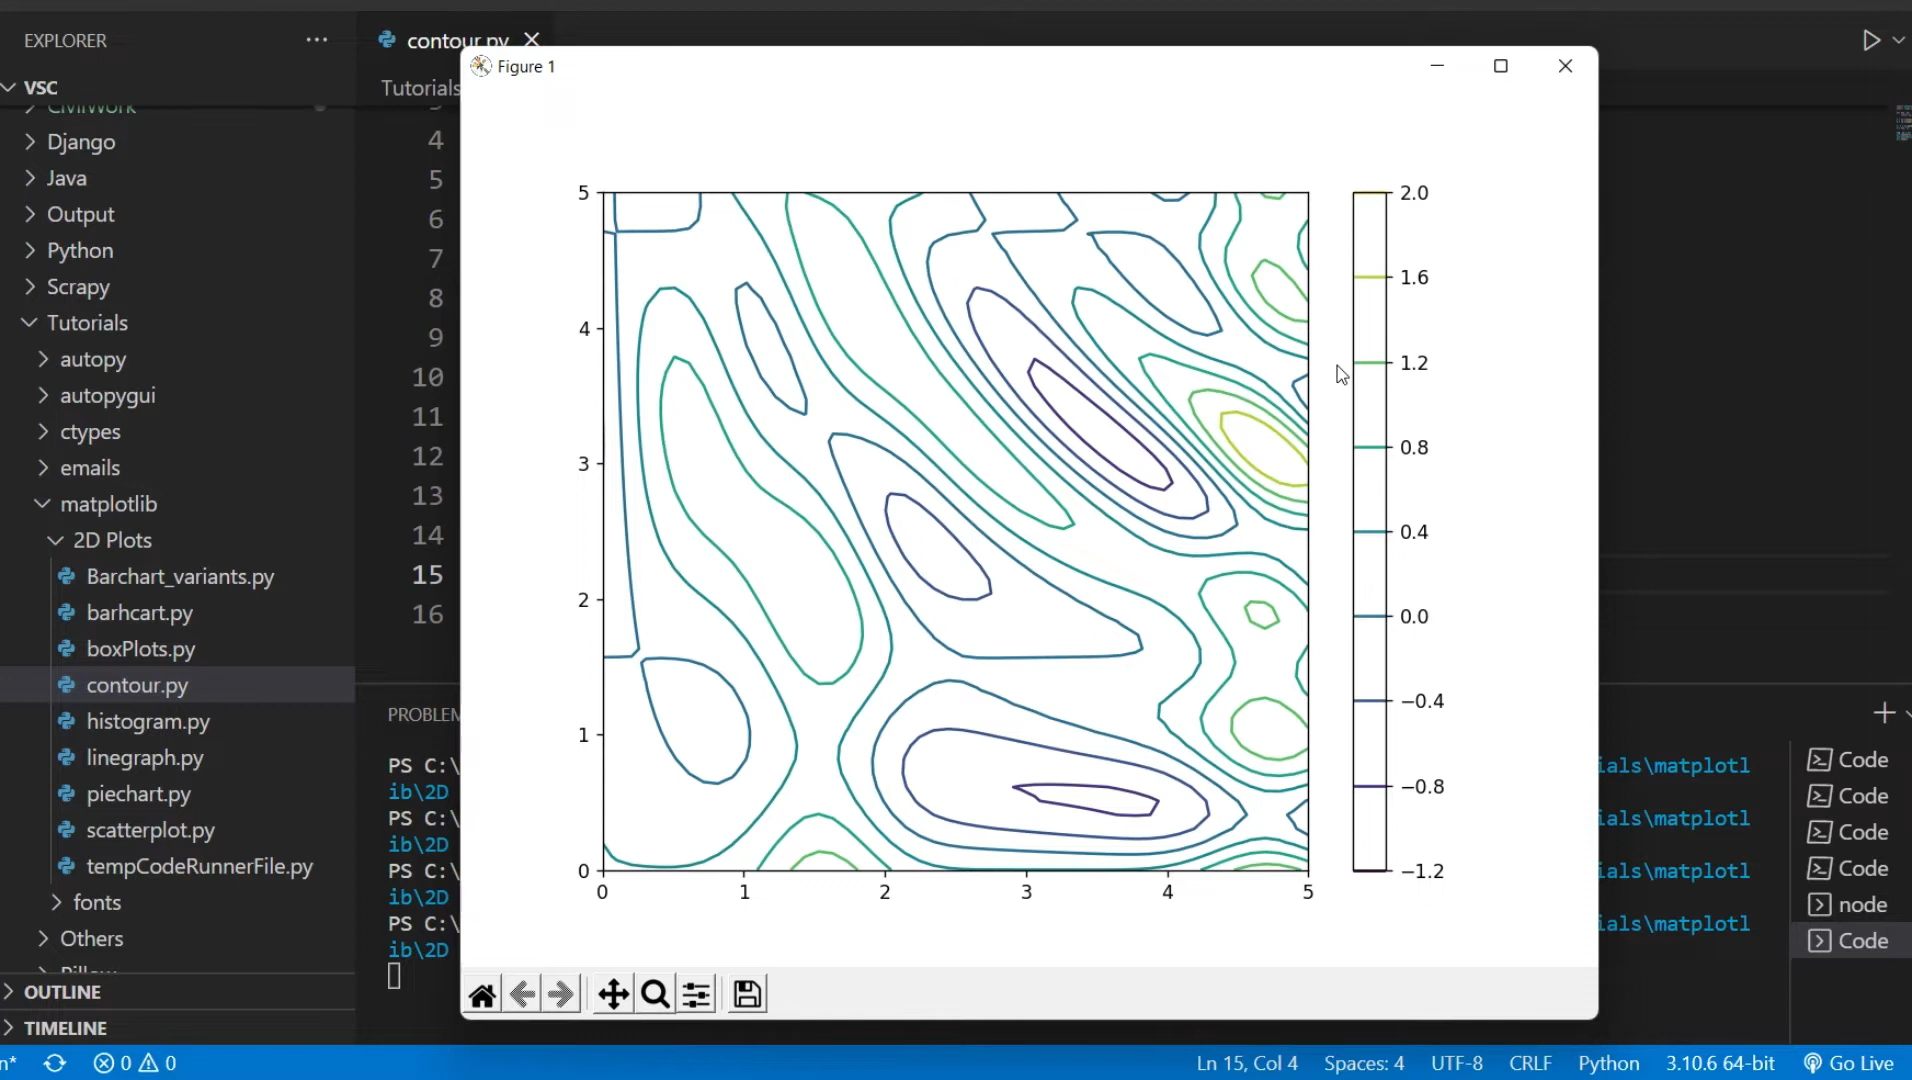 EXPLORER
VSC
CivilWork
Django
Java
Output
Python
Scrapy
Tutorials
autopy
autopygui
ctypes
emails
matplotlib
2D Plots
Barchart_variants.py
barhcart.py
boxPlots.py
contour.py
histogram.py
linegraph.py
piechart.py
scatterplot.py
tempCodeRunnerFile.py
fonts
Others
Pillow
OUTLINE
TIMELINE
contour.py
Tutorials
4
5
6
7
8
9
10
11
12
13
14
15
16
Figure 1
5
4
3
2
1
0
0 1 2 3 4 5
2.0
1.6
1.2
0.8
0.4
0.0
−0.4
−0.8
−1.2
PROBLEM
PS C:\ ials\matplotl
ib\2D
PS C:\ ials\matplotl
ib\2D
PS C:\ ials\matplotl
ib\2D
PS C:\ ials\matplotl
ib\2D
Code
Code
Code
Code
node
Code
n* 0 0 Ln 15, Col 4 Spaces: 4 UTF-8 CRLF Python 3.10.6 64-bit Go Live